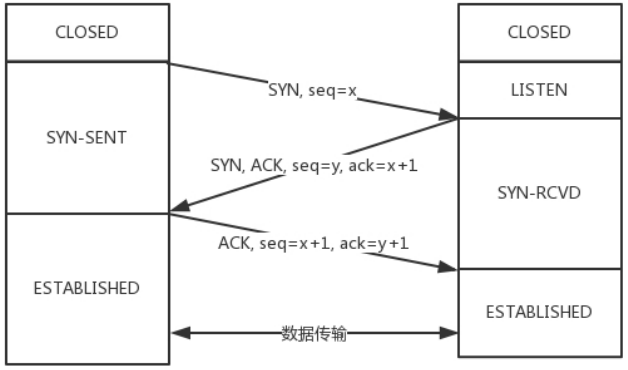 CLOSED
CLOSED
SYN, seq=x
LISTEN
SYN-SENT
SYN, ACK, seq=y, ack=x+1
SYN-RCVD
ACK, seq=x+1, ack=y+1
ESTABLISHED
ESTABLISHED
数据传输